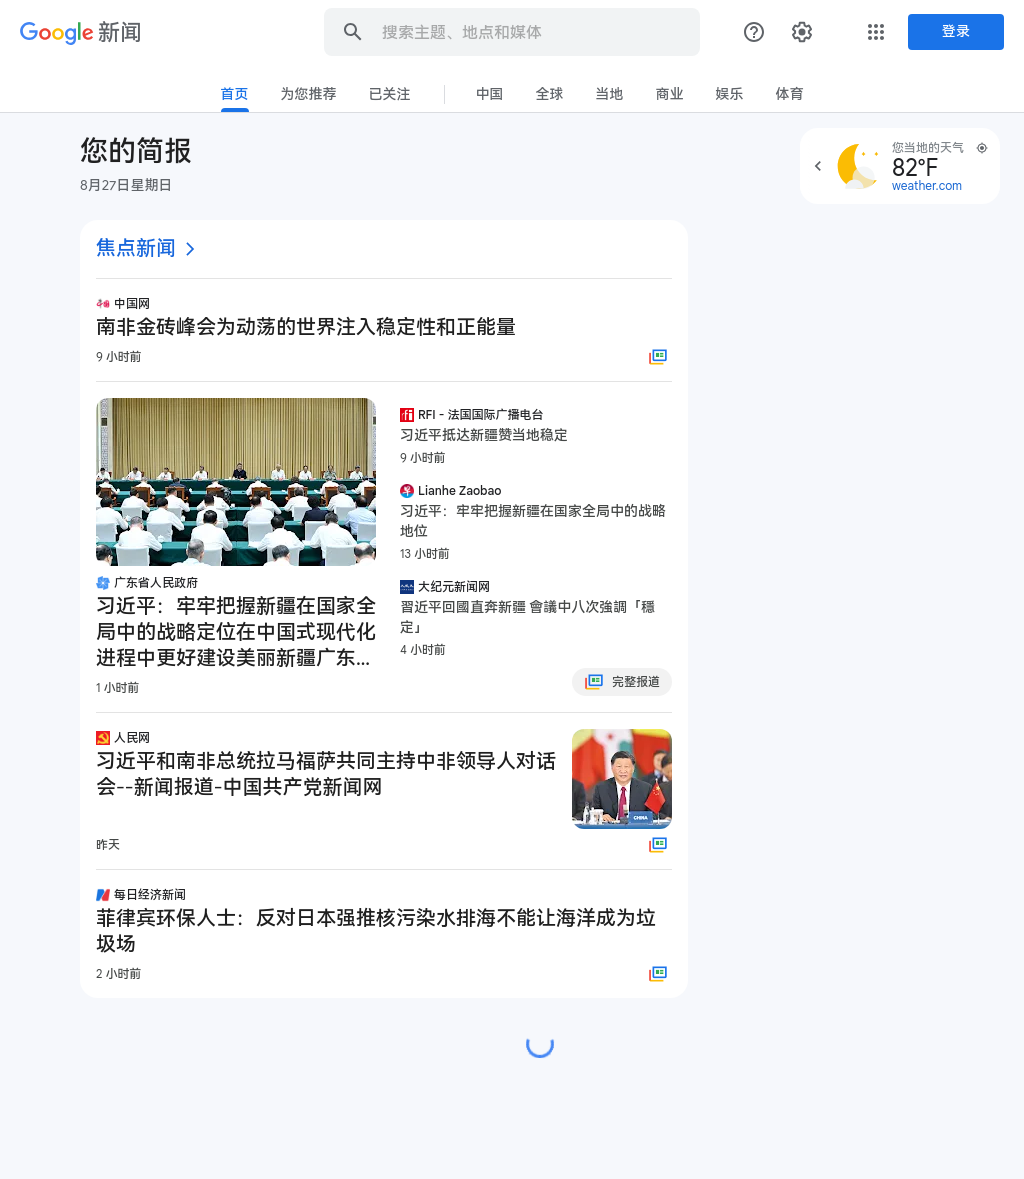 Google 新闻
搜索主题、地点和媒体
登录
首页
为您推荐
已关注
中国
全球
当地
商业
娱乐
体育
您的简报
8月27日星期日
您当地的天气
82°F
weather.com
焦点新闻
中国网
南非金砖峰会为动荡的世界注入稳定性和正能量
9 小时前
广东省人民政府
习近平：牢牢把握新疆在国家全
局中的战略定位在中国式现代化
进程中更好建设美丽新疆广东...
1 小时前
RFI - 法国国际广播电台
习近平抵达新疆赞当地稳定
9 小时前
Lianhe Zaobao
习近平：牢牢把握新疆在国家全局中的战略
地位
13 小时前
大纪元新闻网
習近平回國直奔新疆 會議中八次強調「穩
定」
4 小时前
完整报道
人民网
习近平和南非总统拉马福萨共同主持中非领导人对话
会--新闻报道-中国共产党新闻网
CHINA
昨天
每日经济新闻
菲律宾环保人士：反对日本强推核污染水排海不能让海洋成为垃
圾场
2 小时前